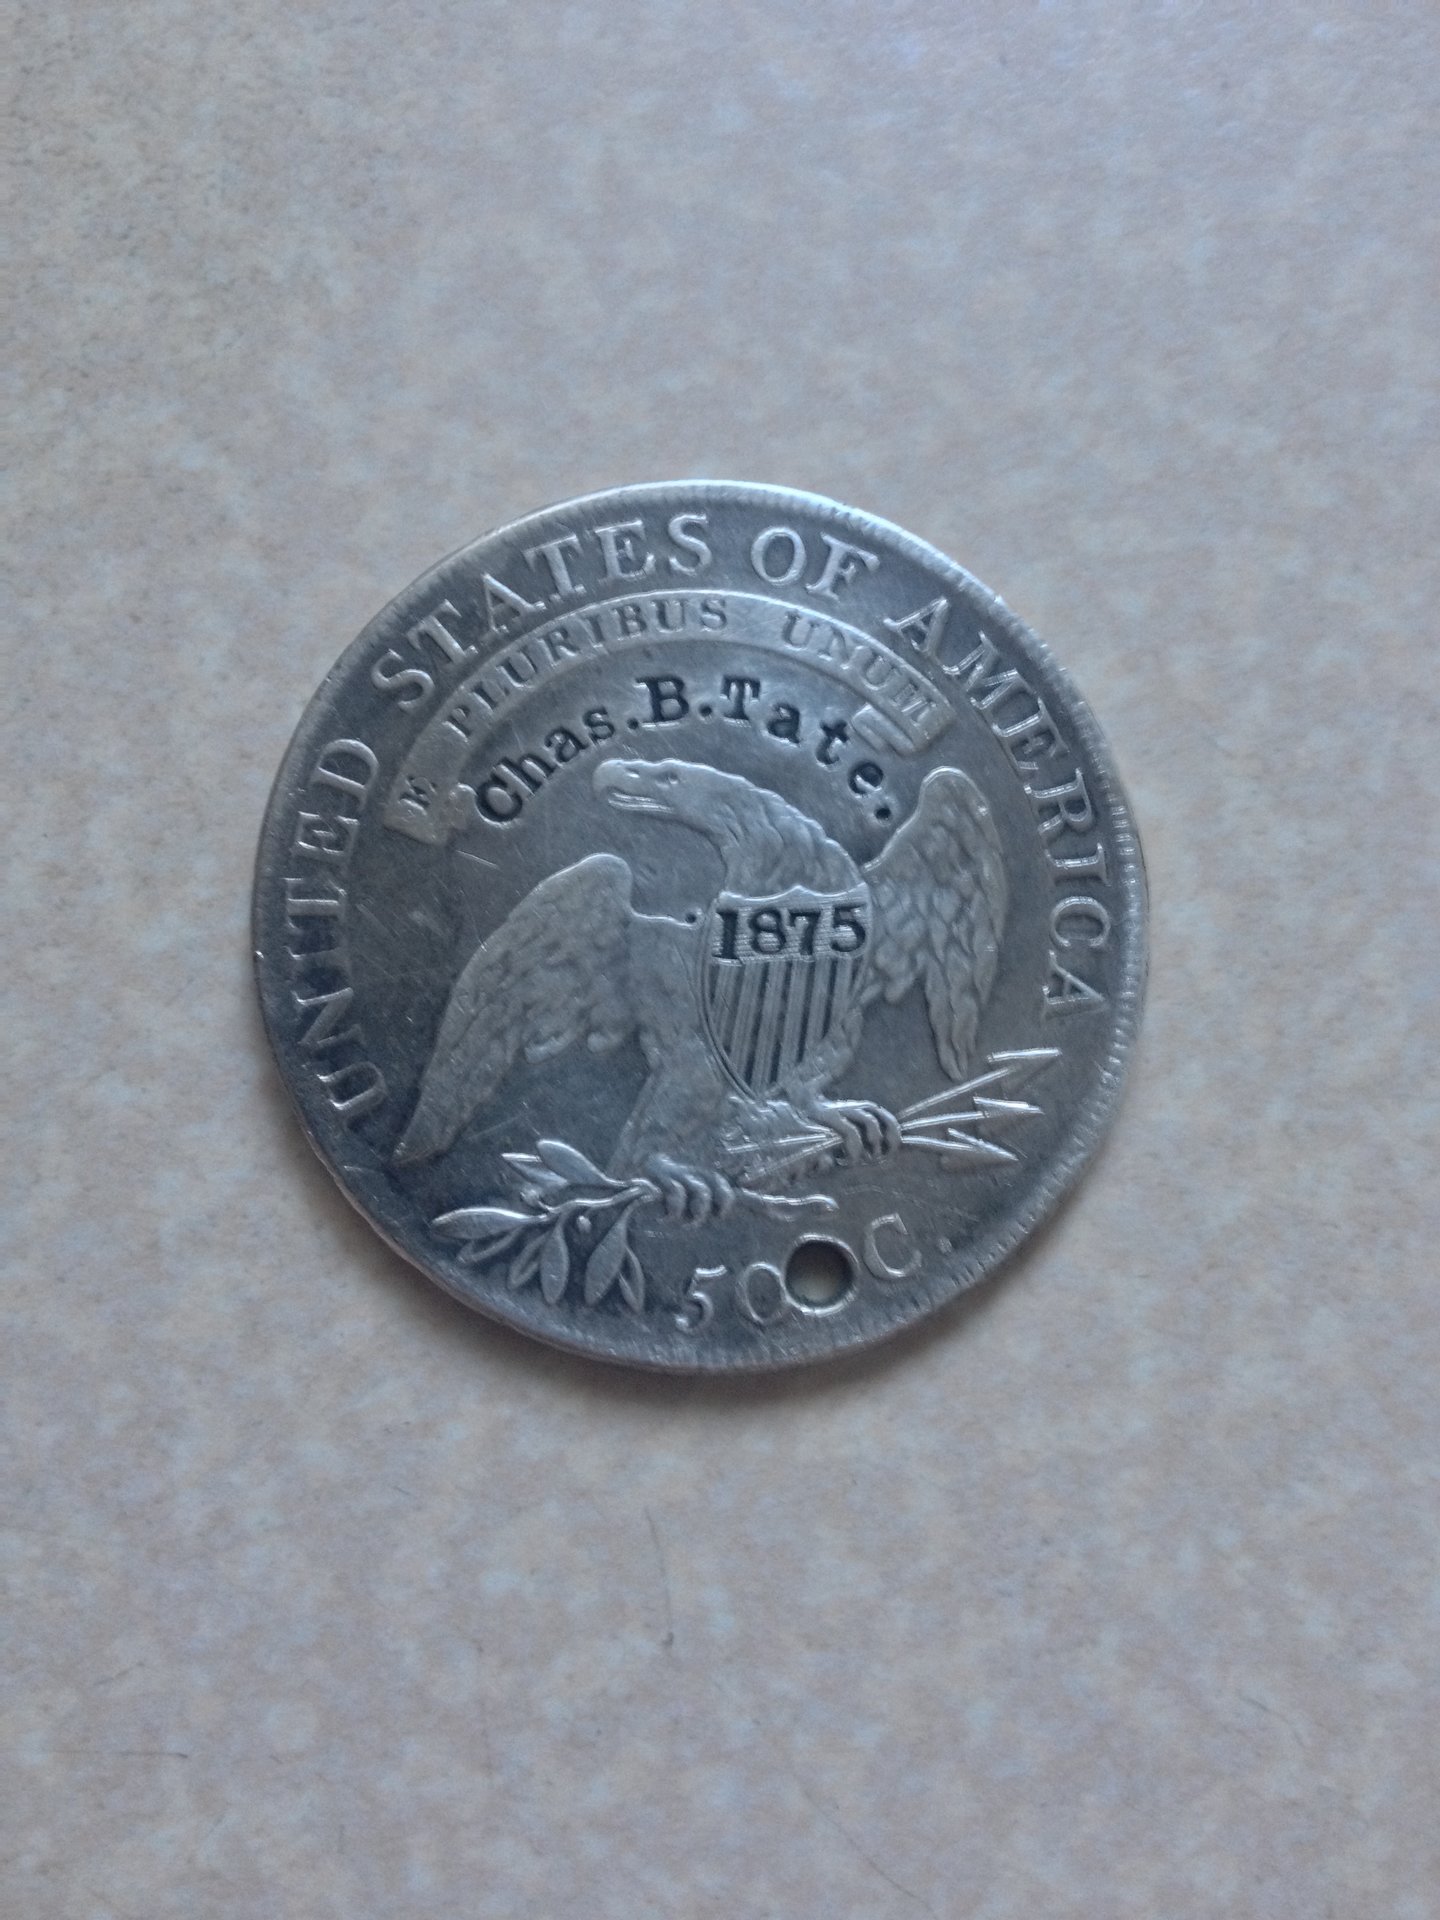 UNITED STATES OF AMERICA
E PLURIBUS UNUM
Chas. B. Tate.
1875
50 C.